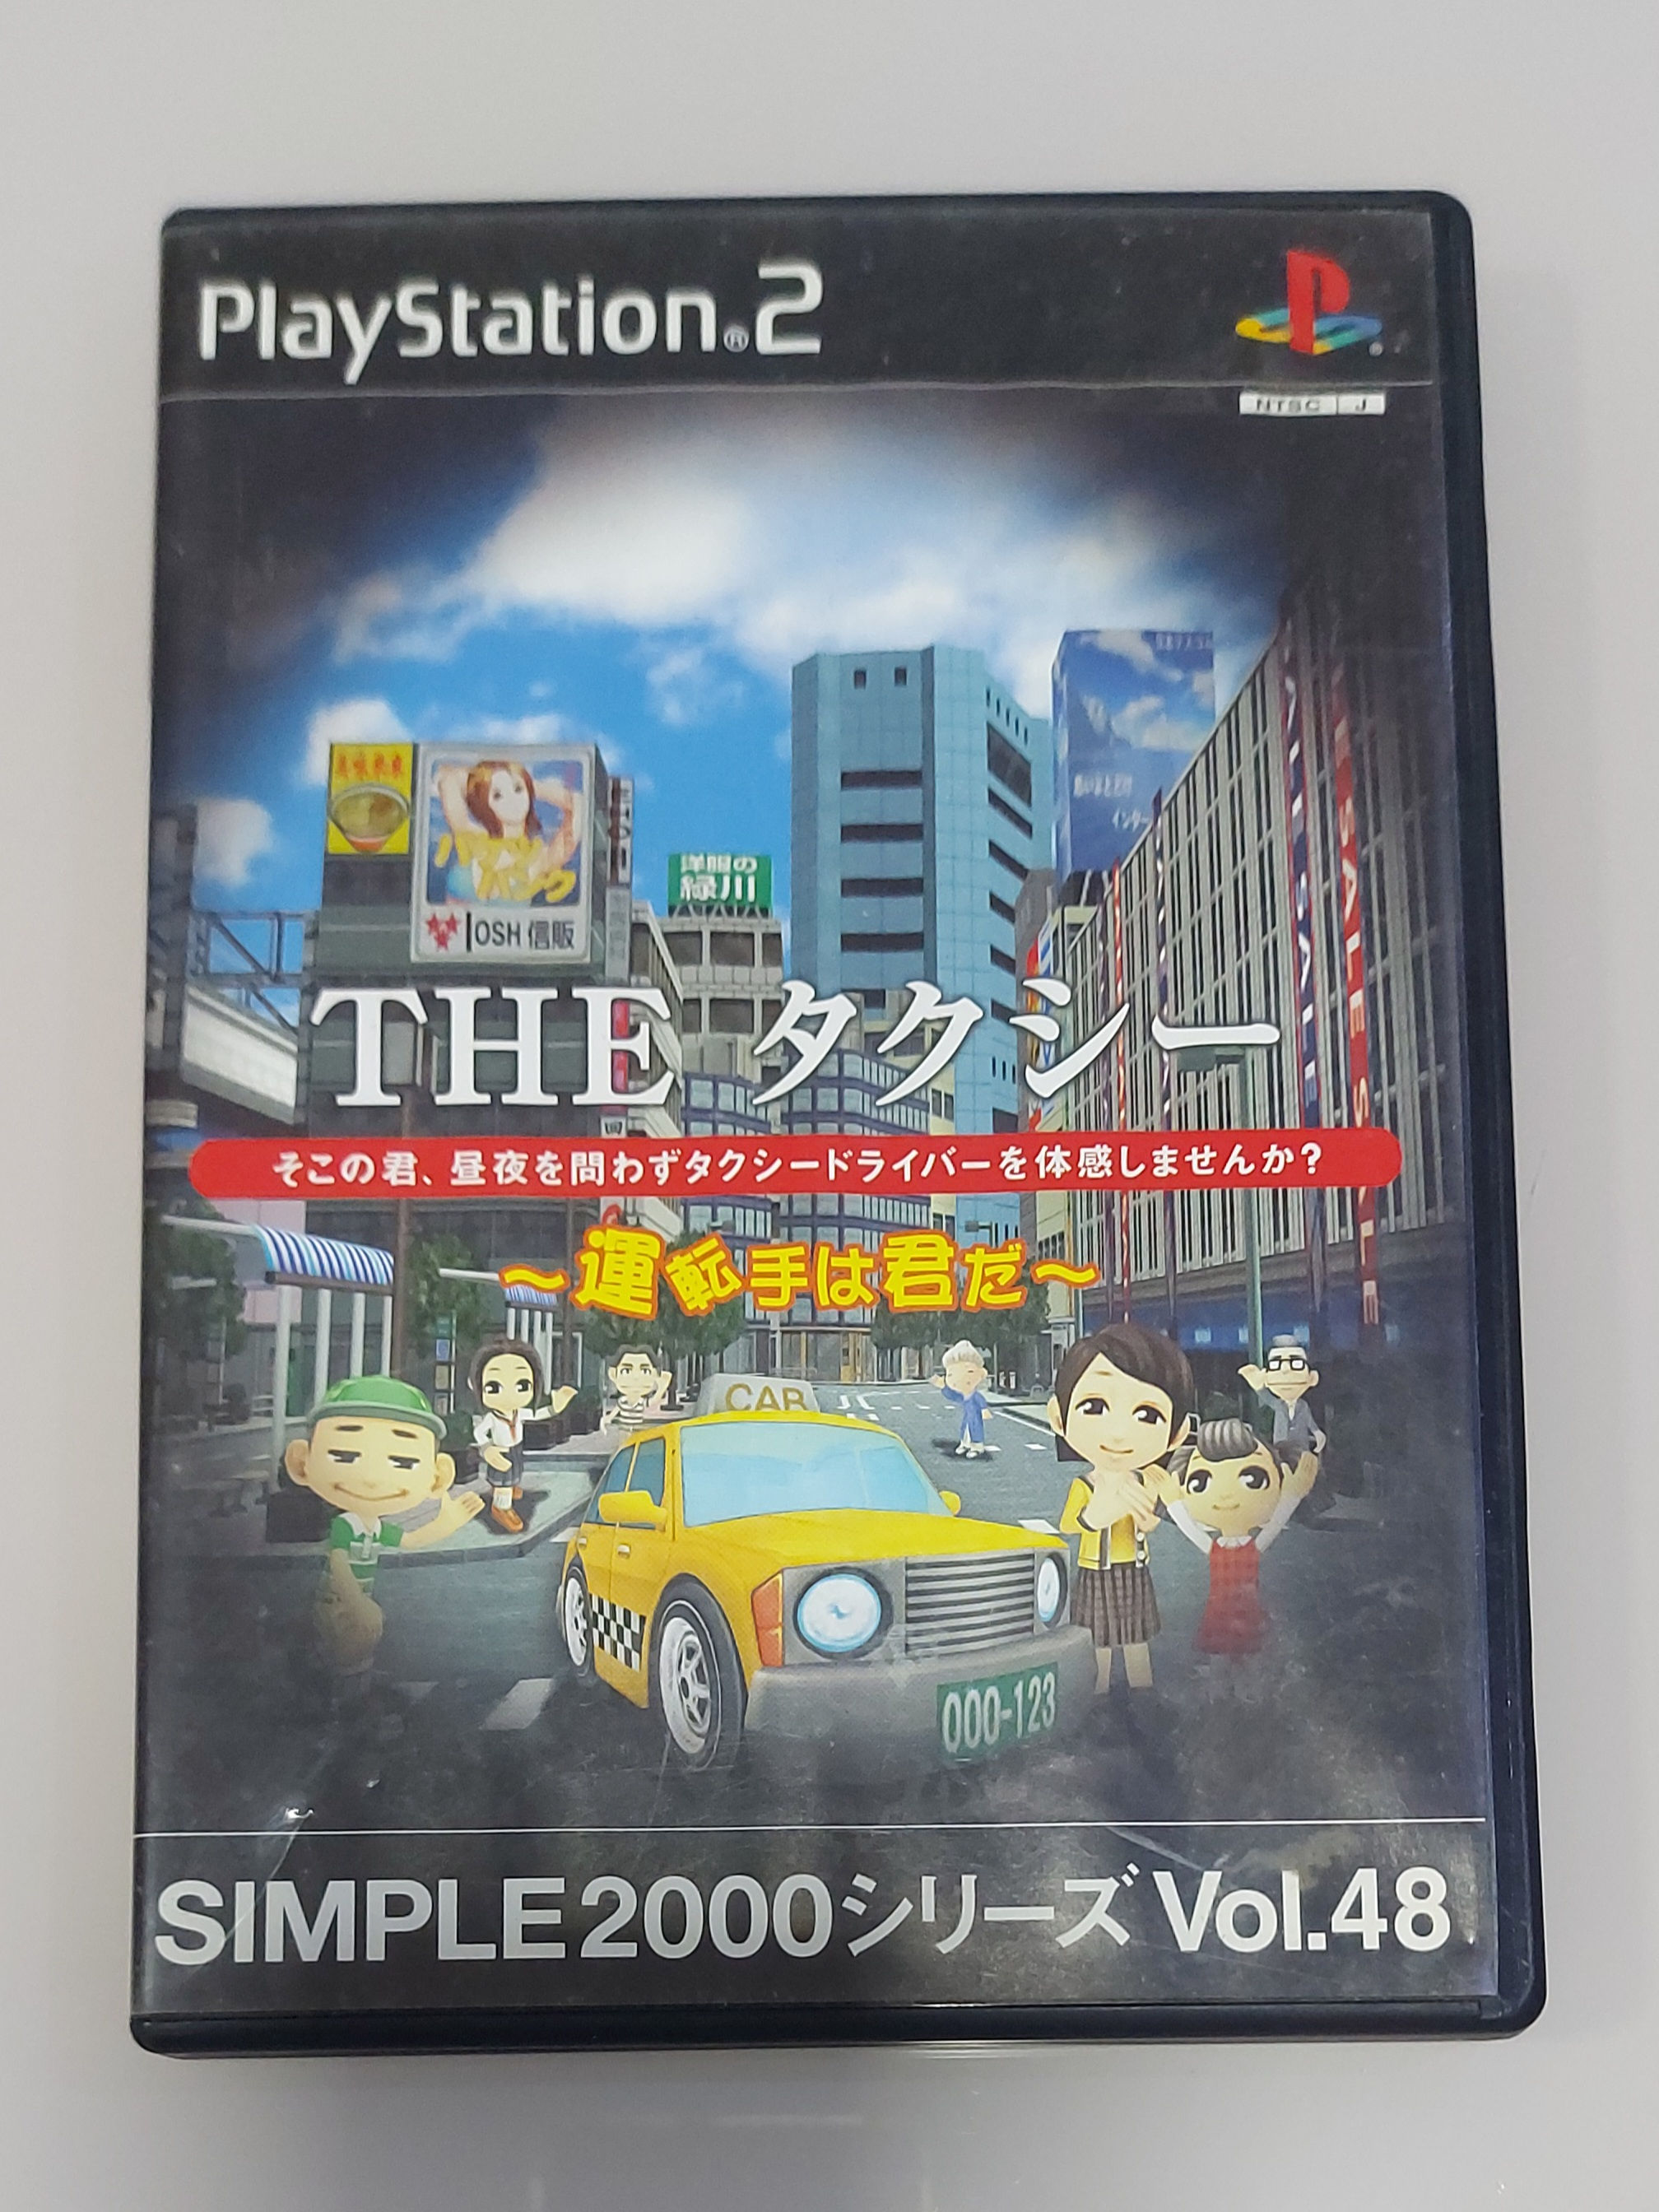 PlayStation®2
NTSC J
洋服の
緑川
OSH 信販
THE タクシー
そこの君、昼夜を問わずタクシードライバーを体感しませんか？
～運転手は君だ～
CAB
000-123
SIMPLE2000シリーズ Vol.48